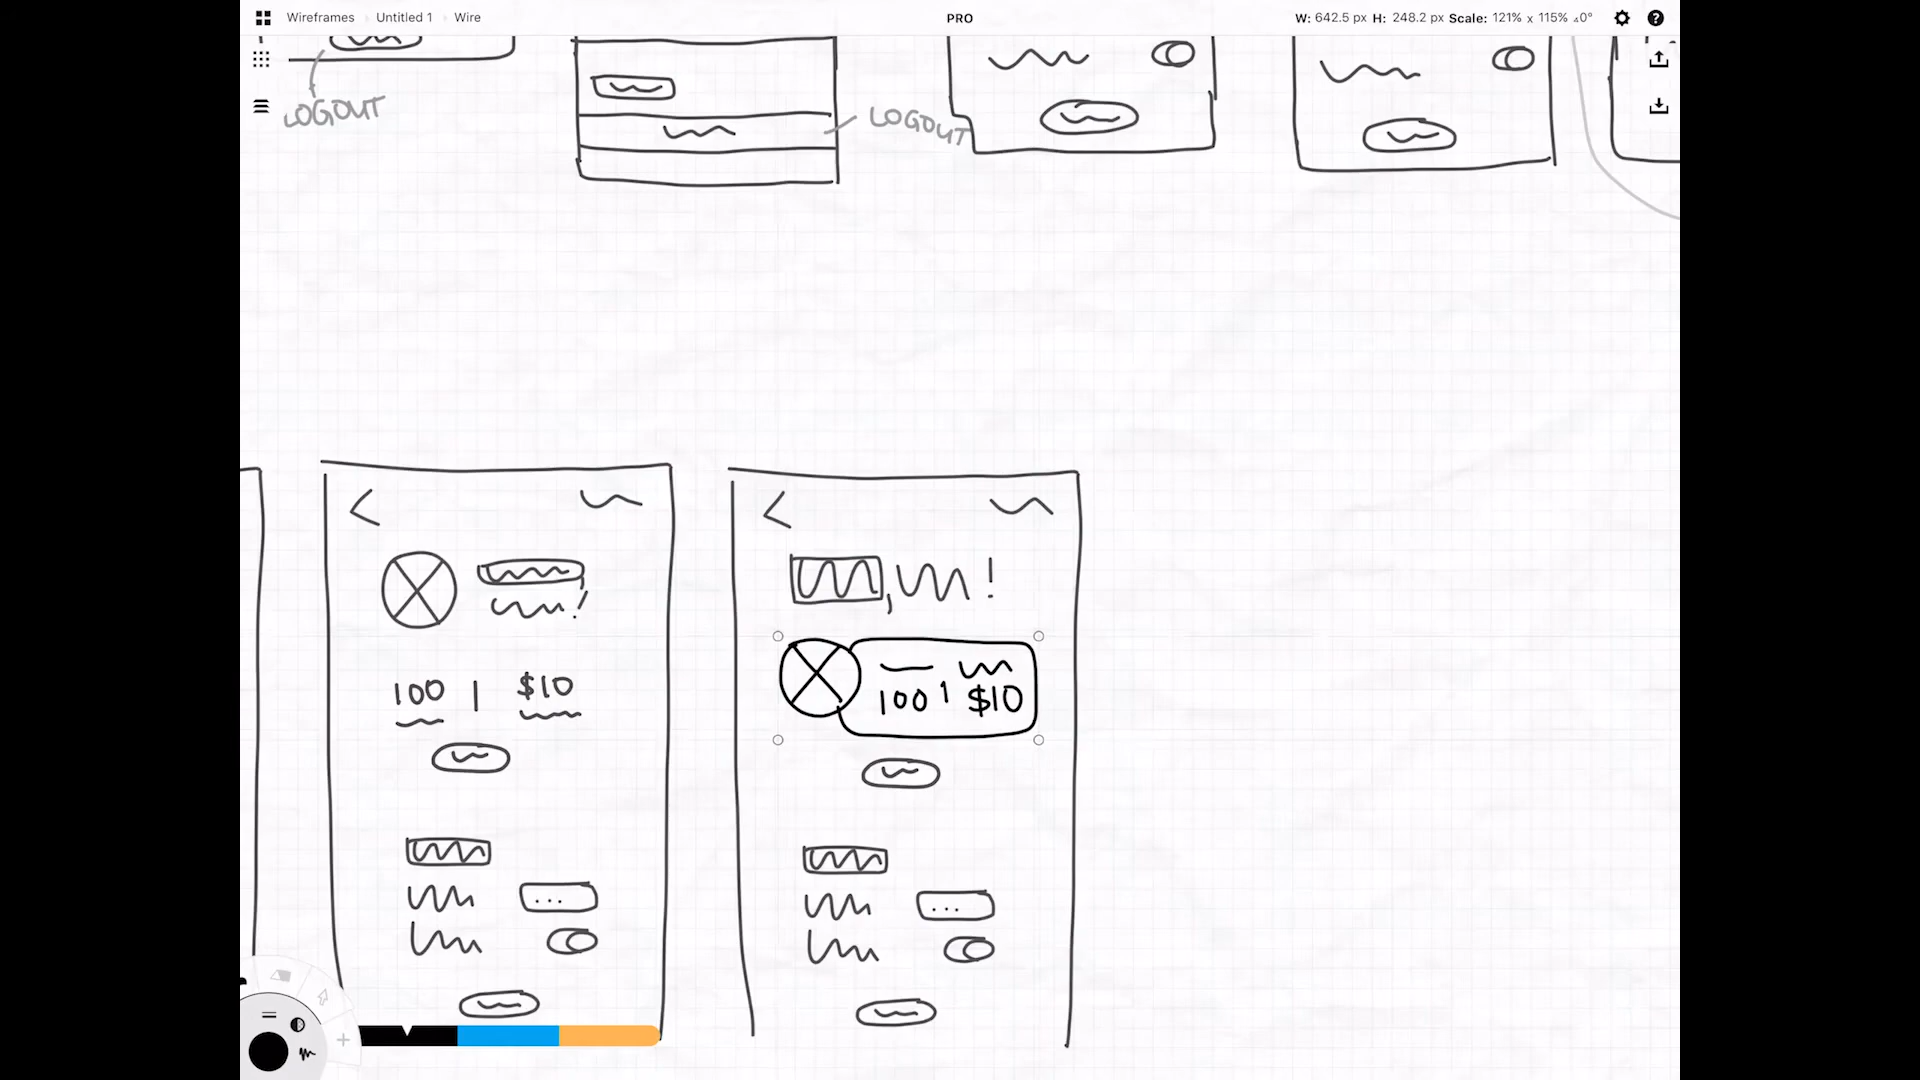 Wireframes Untitled 1 Wire
PRO
W: 642.5 px H: 248.2 px Scale: 121% x 115% ⊿0°
LOGOUT
LOGOUT
!
100 | $10
...
, !
100 | $10
...